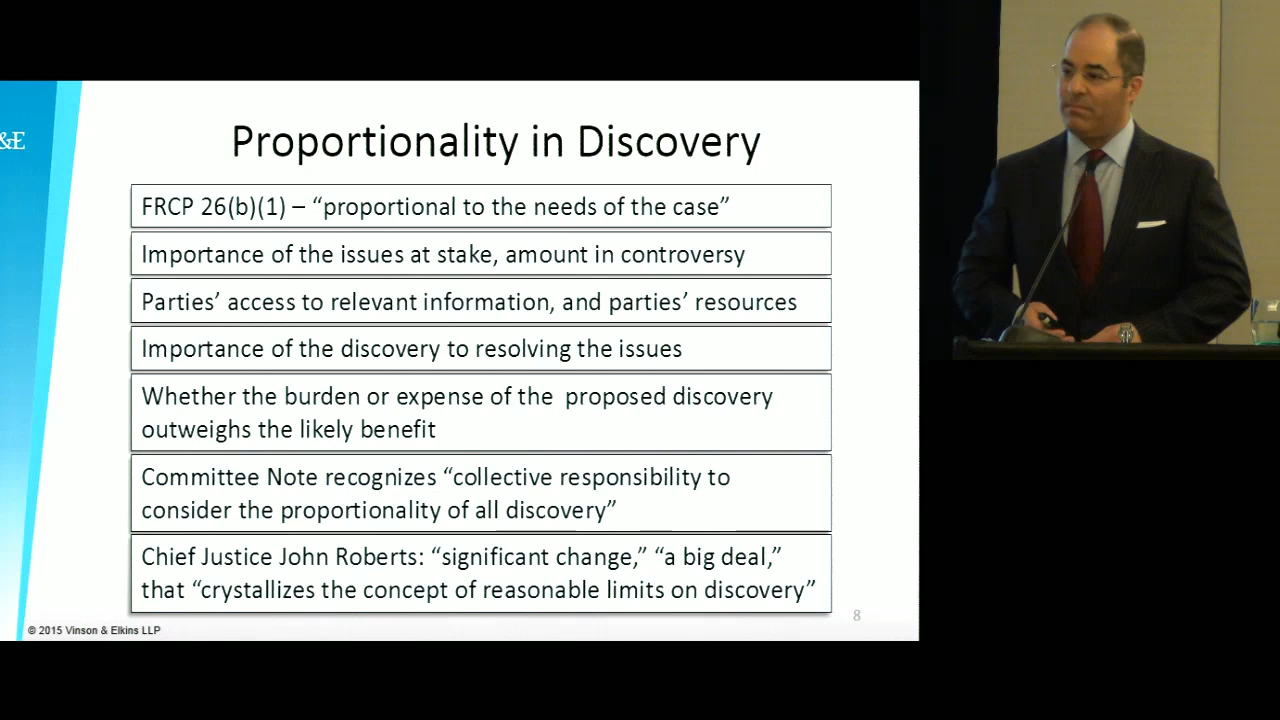 &E
Proportionality in Discovery
FRCP 26(b)(1) – “proportional to the needs of the case”
Importance of the issues at stake, amount in controversy
Parties’ access to relevant information, and parties’ resources
Importance of the discovery to resolving the issues
Whether the burden or expense of the proposed discovery
outweighs the likely benefit
Committee Note recognizes “collective responsibility to
consider the proportionality of all discovery”
Chief Justice John Roberts: “significant change,” “a big deal,”
that “crystallizes the concept of reasonable limits on discovery”
8
© 2015 Vinson & Elkins LLP